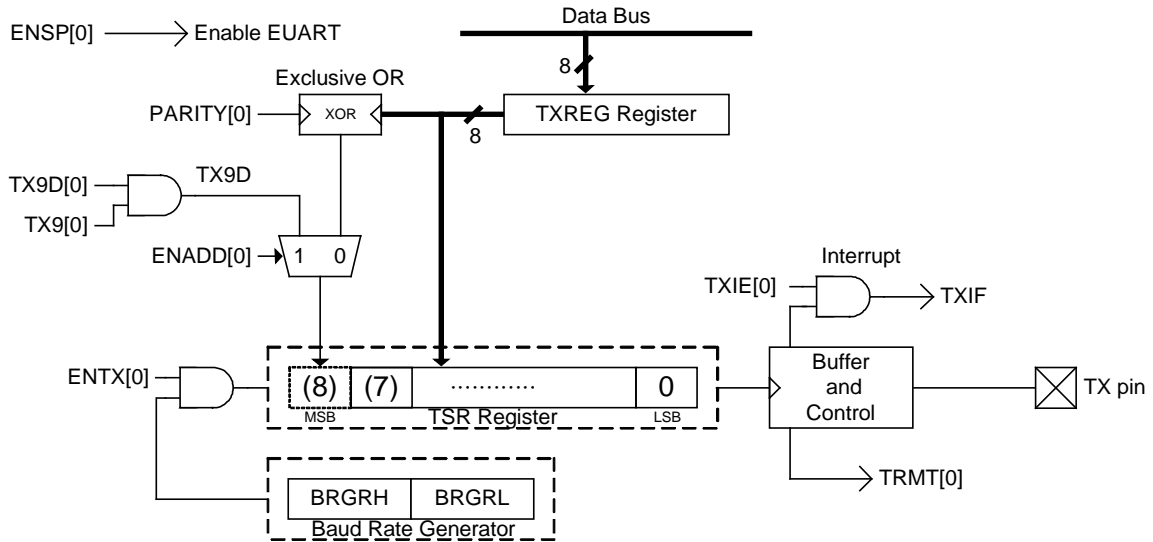 Data Bus
ENSP[0]
Enable EUART
8
Exclusive OR
PARITY[0]
XOR
8
TXREG Register
TX9D[0]
TX9D
TX9[0]
ENADD[0]
1 0
Interrupt
TXIE[0]
TXIF
ENTX[0]
(8) (7) ............ 0
MSB
TSR Register
LSB
Buffer
and
Control
TX pin
TRMT[0]
BRGRH BRGRL
Baud Rate Generator